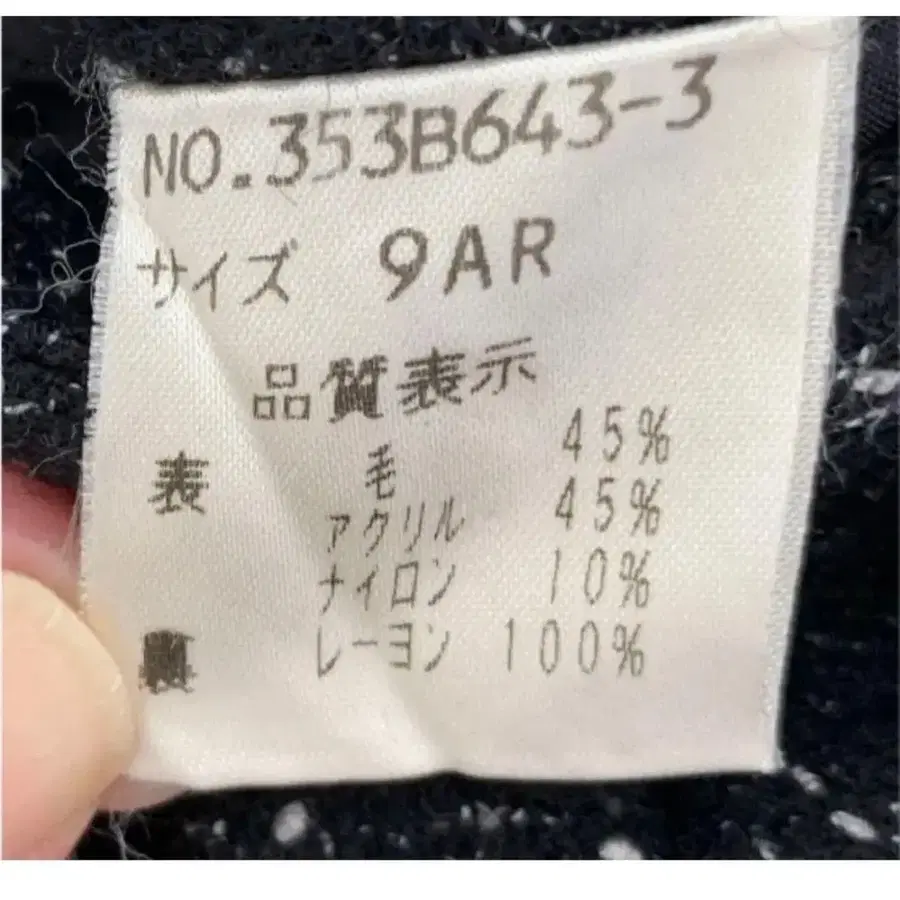 NO.353B643-3
サイズ 9AR
品質表示
表 毛 45%
アクリル 45%
ナイロン 10%
裏 レーヨン 100%